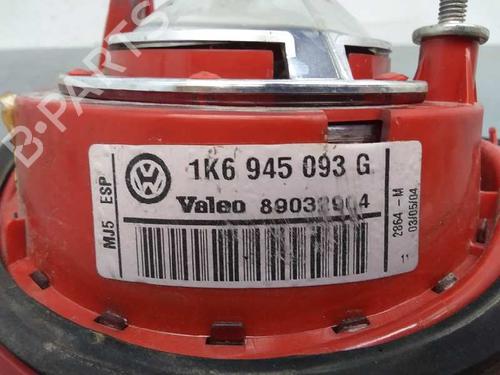 B-PARTS
MJ5 ESP
1K6 945 093 G
Valeo 89032904
2864 -M
03/05/04
11